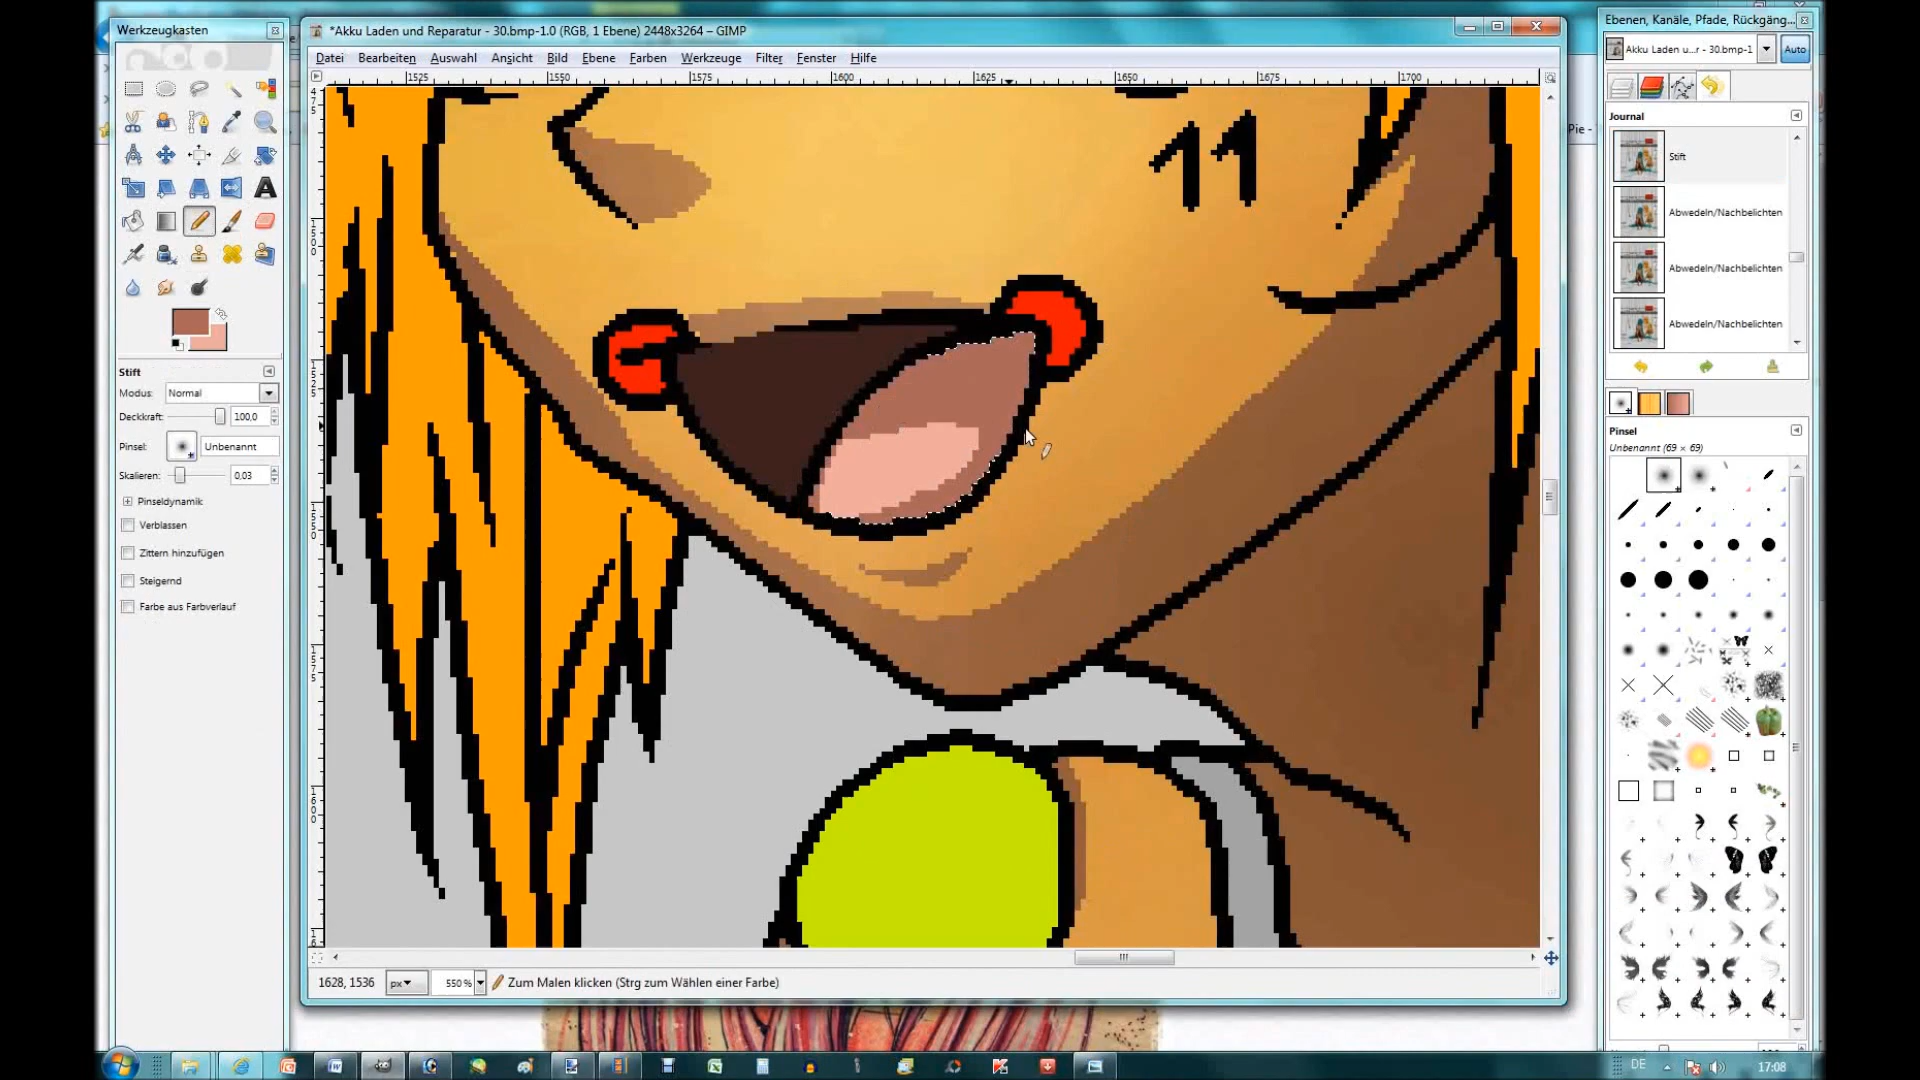 Werkzeugkasten
*Akku Laden und Reparatur - 30.bmp-1.0 (RGB, 1 Ebene) 2448x3264 – GIMP
Datei Bearbeiten Auswahl Ansicht Bild Ebene Farben Werkzeuge Filter Fenster Hilfe
1525 1550 1575 1600 1625 1650 1675 1700
Stift
Modus: Normal
Deckkraft: 100,0
Pinsel: Unbenannt
Skalieren: 0,03
Pinseldynamik
Verblassen
Zittern hinzufügen
Steigernd
Farbe aus Farbverlauf
1628, 1536 px 550 % Zum Malen klicken (Strg zum Wählen einer Farbe)
Ebenen, Kanäle, Pfade, Rückgäng...
Akku Laden u...r - 30.bmp-1 Auto
Journal
Stift
Abwedeln/Nachbelichten
Abwedeln/Nachbelichten
Abwedeln/Nachbelichten
Pinsel
Unbenannt (69 × 69)
Pie -
DE 17:08